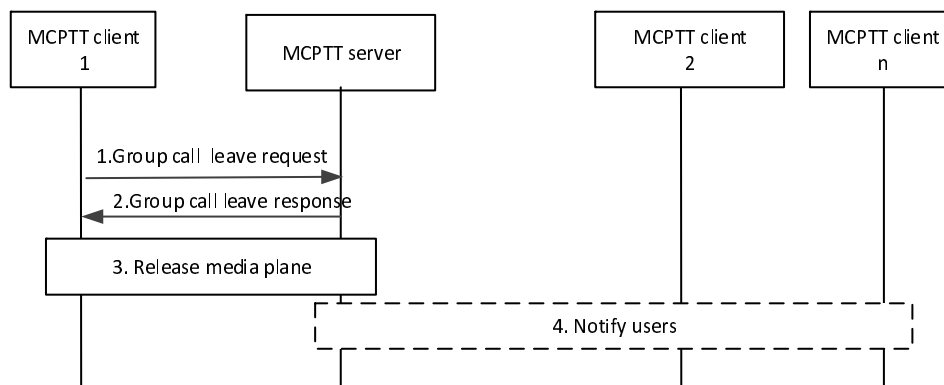 MCPTT client
1
MCPTT server
MCPTT client
2
MCPTT client
n
1.Group call leave request
2.Group call leave response
3. Release media plane
4. Notify users